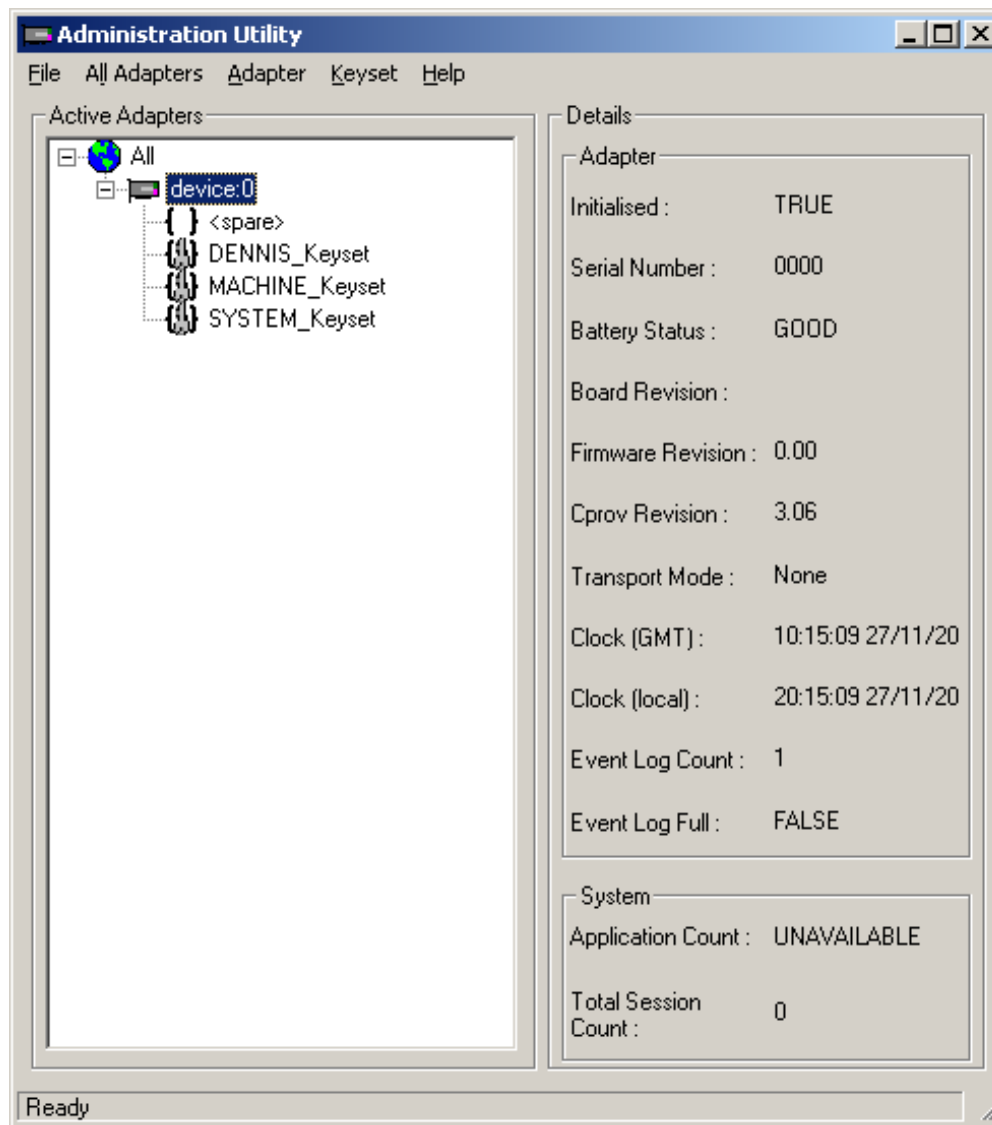 Administration Utility
File All Adapters Adapter Keyset Help
Active Adapters
All
device:0
<spare>
DENNIS_Keyset
MACHINE_Keyset
SYSTEM_Keyset
Details
Adapter
Initialised : TRUE
Serial Number : 0000
Battery Status : GOOD
Board Revision :
Firmware Revision : 0.00
Cprov Revision : 3.06
Transport Mode : None
Clock (GMT) : 10:15:09 27/11/20
Clock (local) : 20:15:09 27/11/20
Event Log Count : 1
Event Log Full : FALSE
System
Application Count : UNAVAILABLE
Total Session
Count : 0
Ready